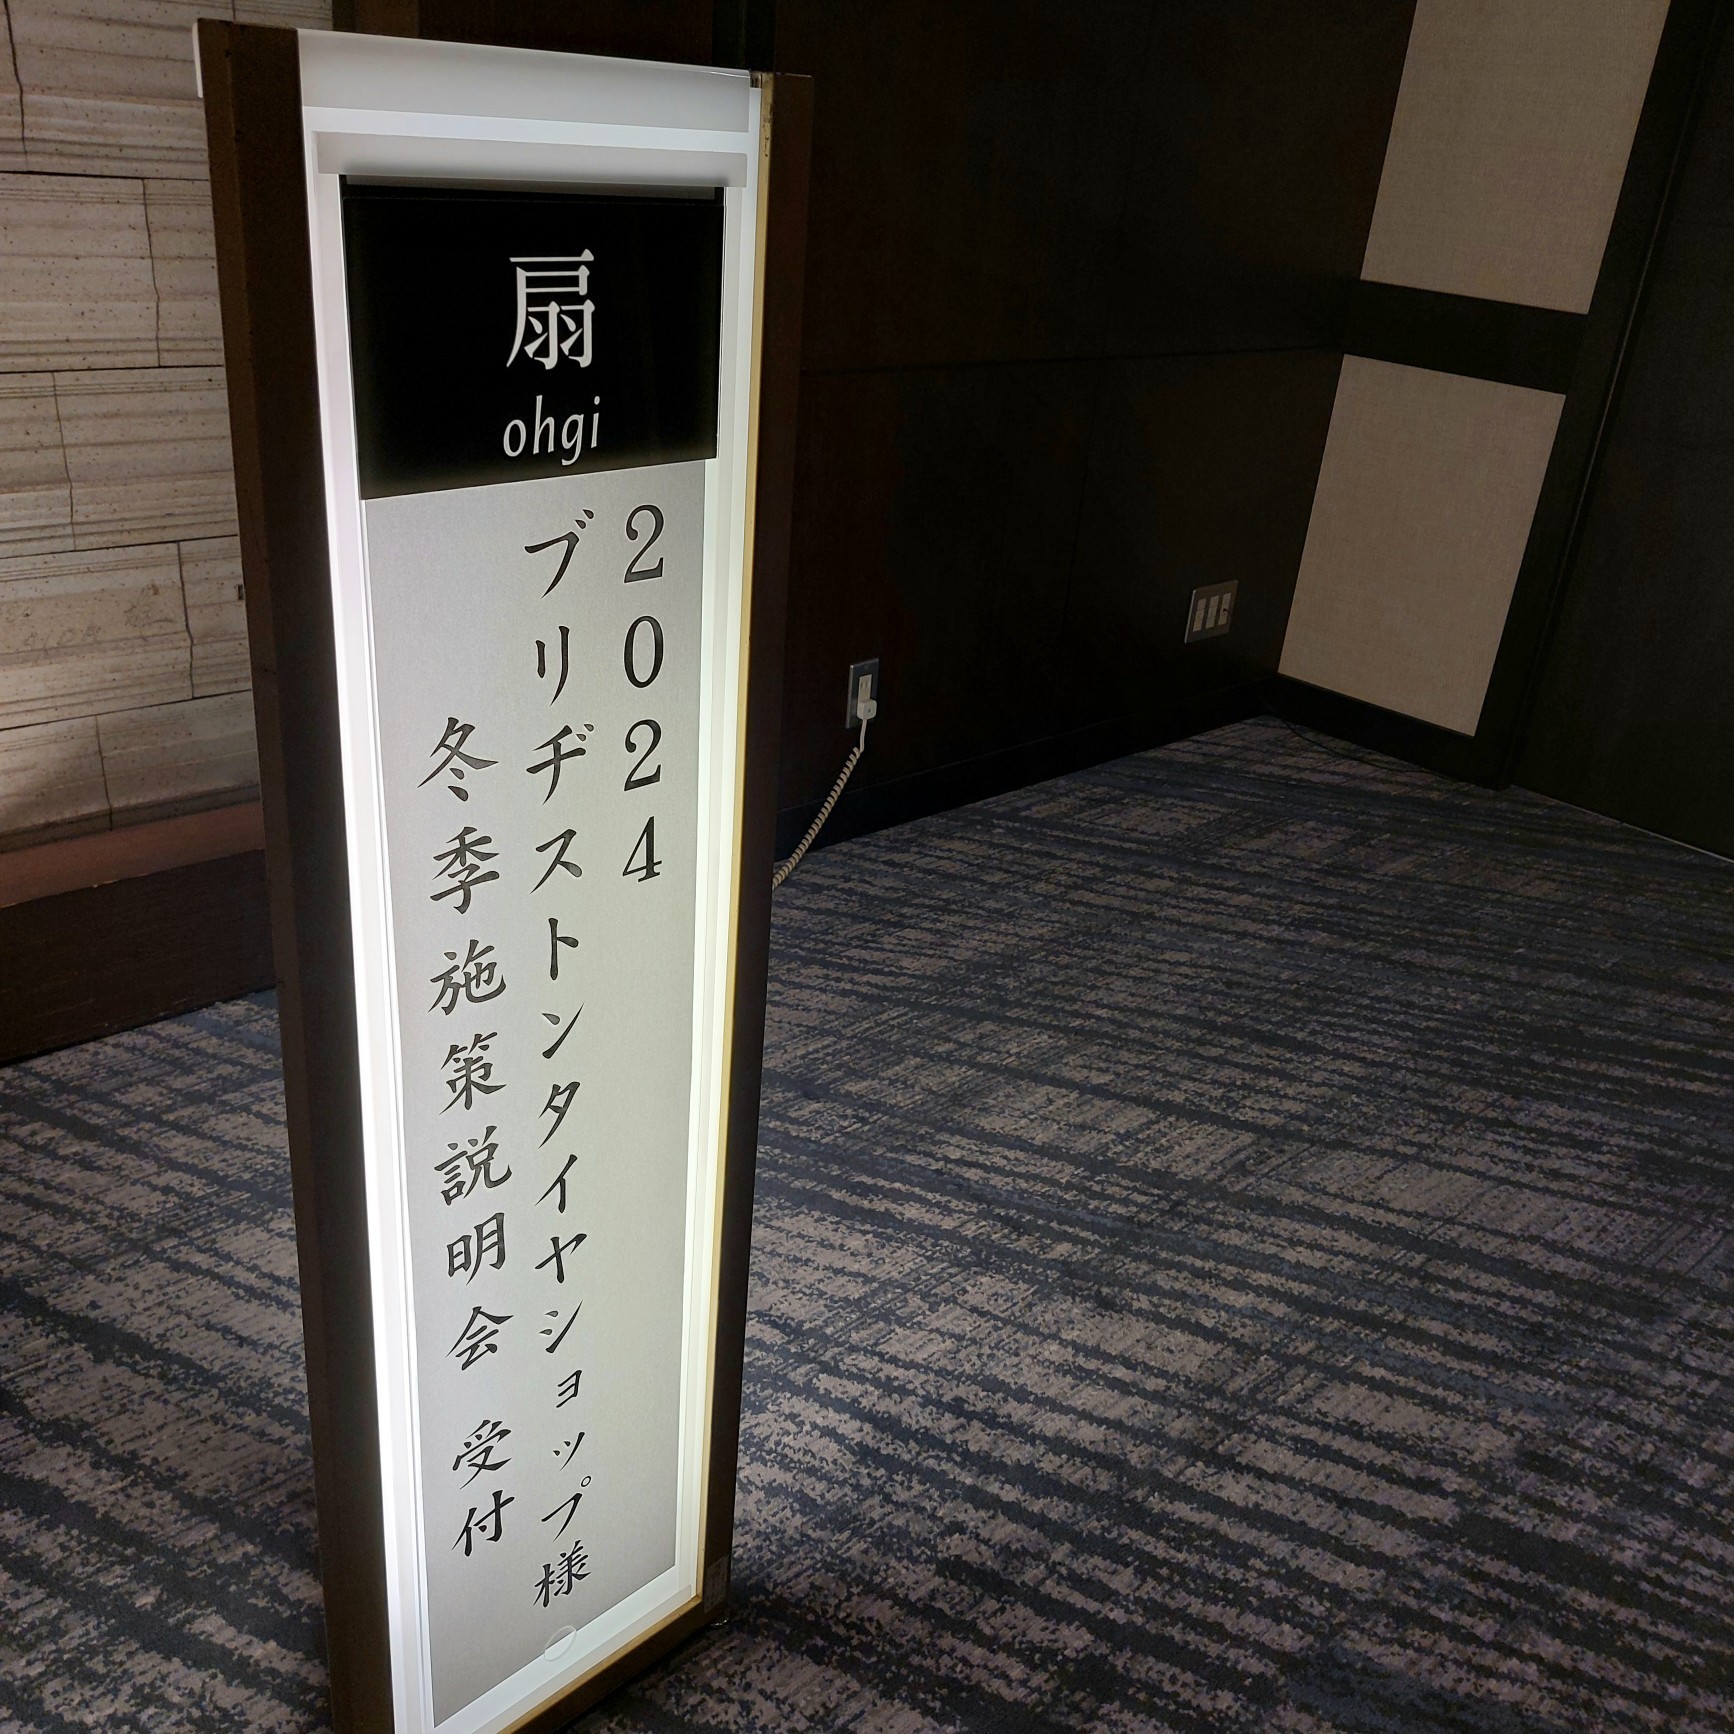 扇
ohgi
2024
ブリヂストンタイヤショップ様
冬季施策説明会 受付